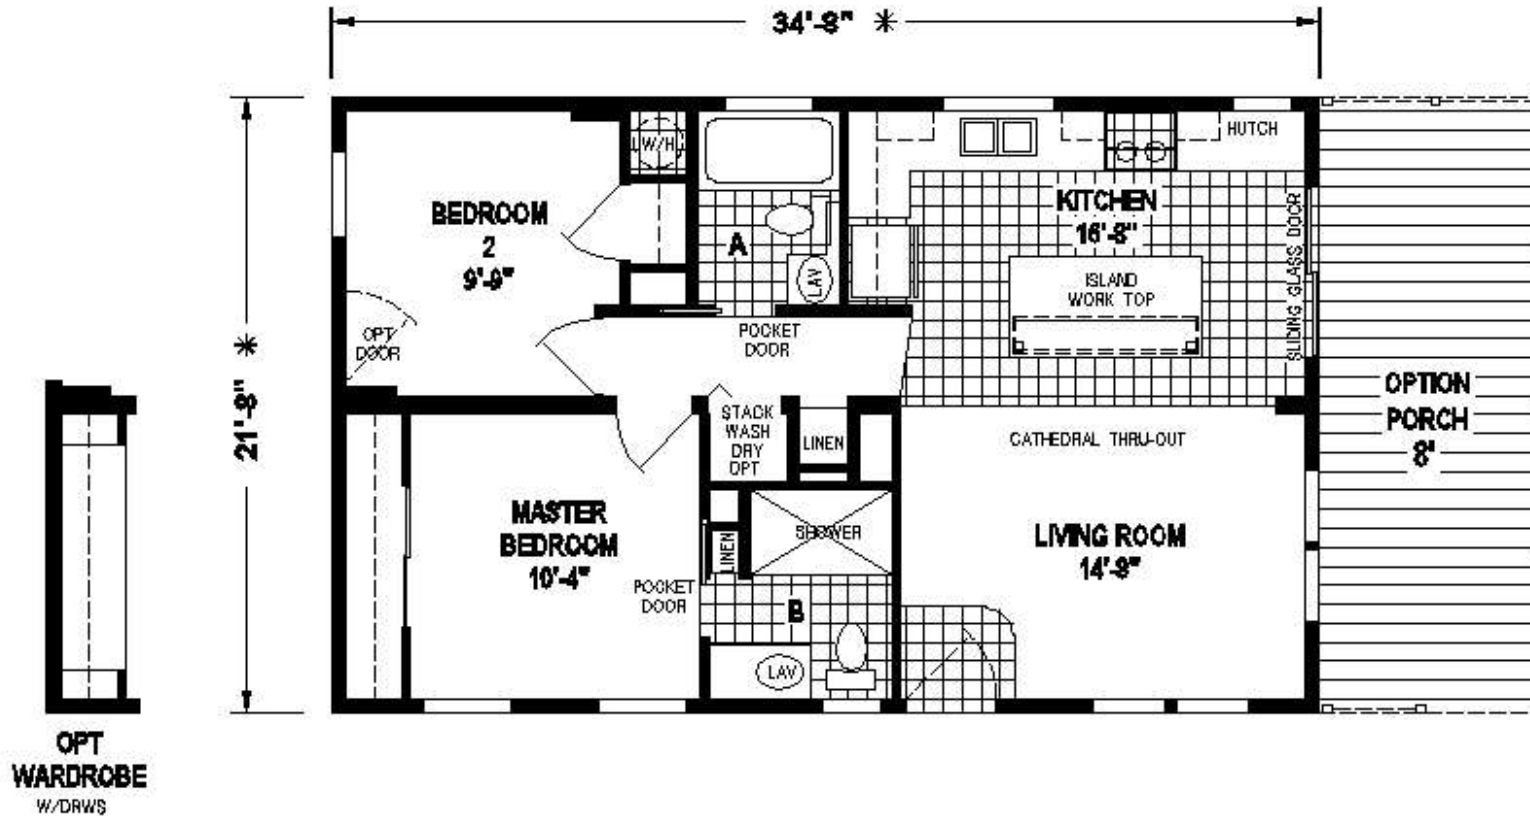 34'-8" *
W/H
HUTCH
BEDROOM
2
9'-9"
A
LAV
KITCHEN
16'-8"
ISLAND
WORK TOP
SLIDING GLASS DOOR
OPT
DOOR
POCKET
DOOR
21'-8" *
OPTION
PORCH
8'
STACK
WASH
DRY
OPT
LINEN
CATHEDRAL THRU-OUT
MASTER
BEDROOM
10'-4"
SHOWER
LINEN
LIVING ROOM
14'-8"
POCKET
DOOR
B
LAV
OPT
WARDROBE
W/DRWS